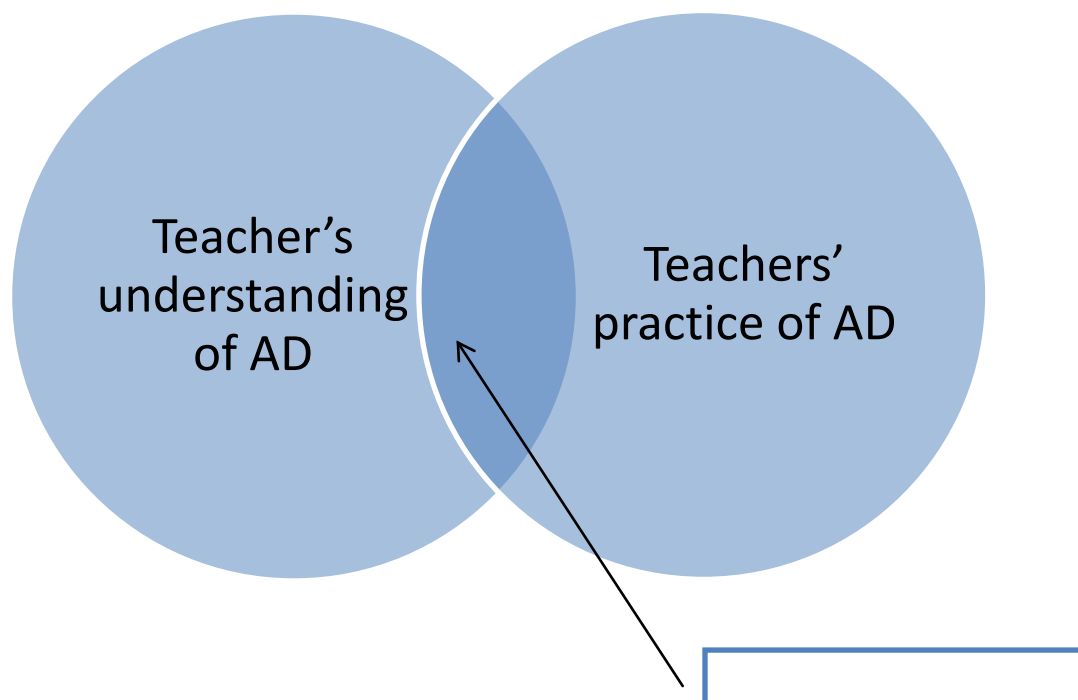 Teacher’s
understanding
of AD
Teachers’
practice of AD